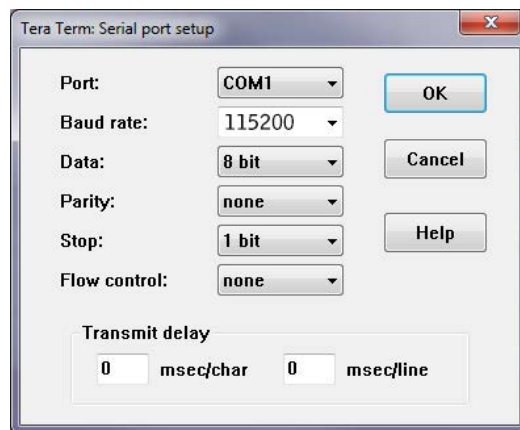 Tera Term: Serial port setup
Port: COM1 OK
Baud rate: 115200
Data: 8 bit Cancel
Parity: none
Stop: 1 bit Help
Flow control: none
Transmit delay
0 msec/char 0 msec/line